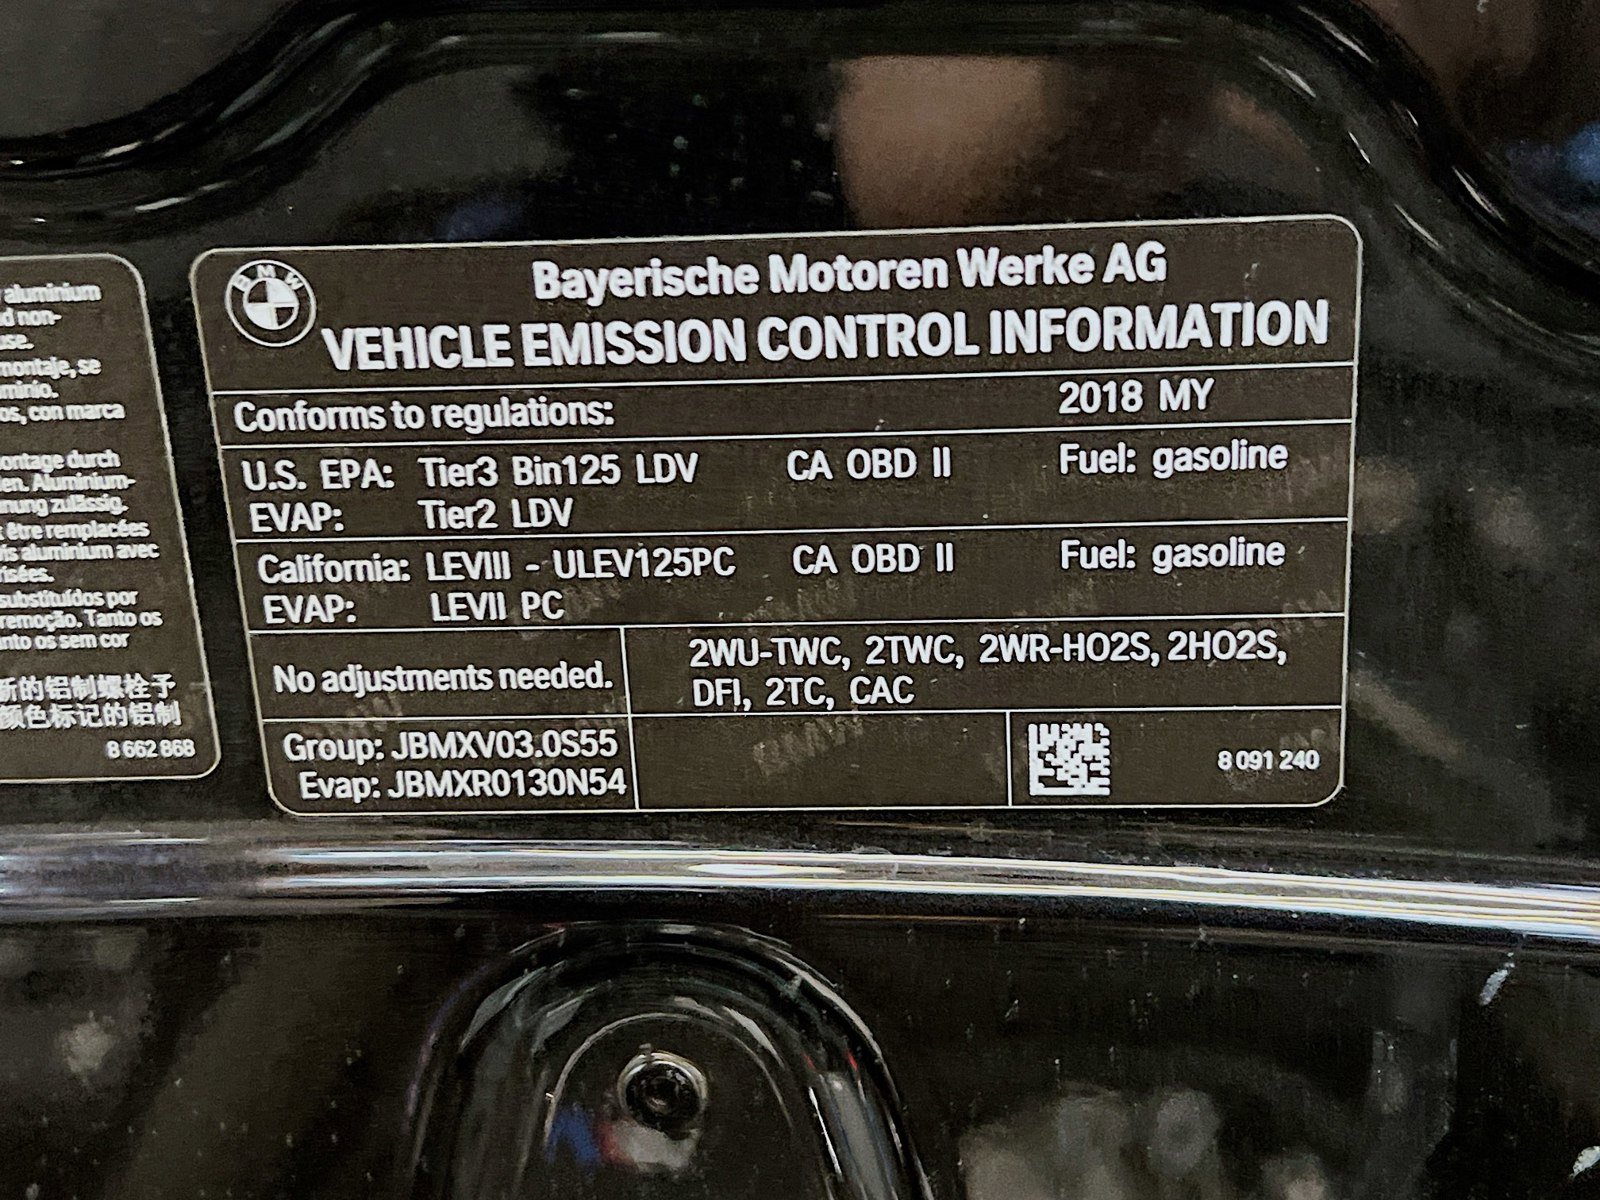 aluminium
d non-
use.
montaje, se
minio.
os, con marca
ontage durch
en. Aluminium-
nung zulässig.
t être remplacées
vis aluminium avec
risées.
substituídos por
remoção. Tanto os
nto os sem cor
新的铝制螺栓予
颜色标记的铝制
8 662 868
BMW
Bayerische Motoren Werke AG
VEHICLE EMISSION CONTROL INFORMATION
Conforms to regulations: 2018 MY
U.S. EPA: Tier3 Bin125 LDV CA OBD II Fuel: gasoline
EVAP: Tier2 LDV
California: LEVIII - ULEV125PC CA OBD II Fuel: gasoline
EVAP: LEVII PC
No adjustments needed.
2WU-TWC, 2TWC, 2WR-HO2S, 2HO2S,
DFI, 2TC, CAC
Group: JBMXV03.0S55
Evap: JBMXR0130N54
8 091 240